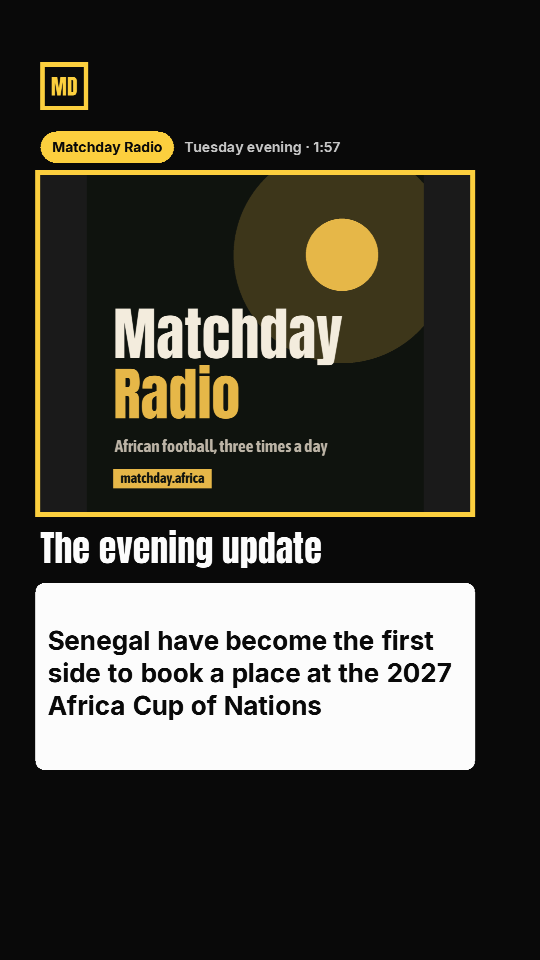 MD
Matchday Radio Tuesday evening · 1:57
Matchday
Radio
African football, three times a day
matchday.africa
The evening update
Senegal have become the first
side to book a place at the 2027
Africa Cup of Nations